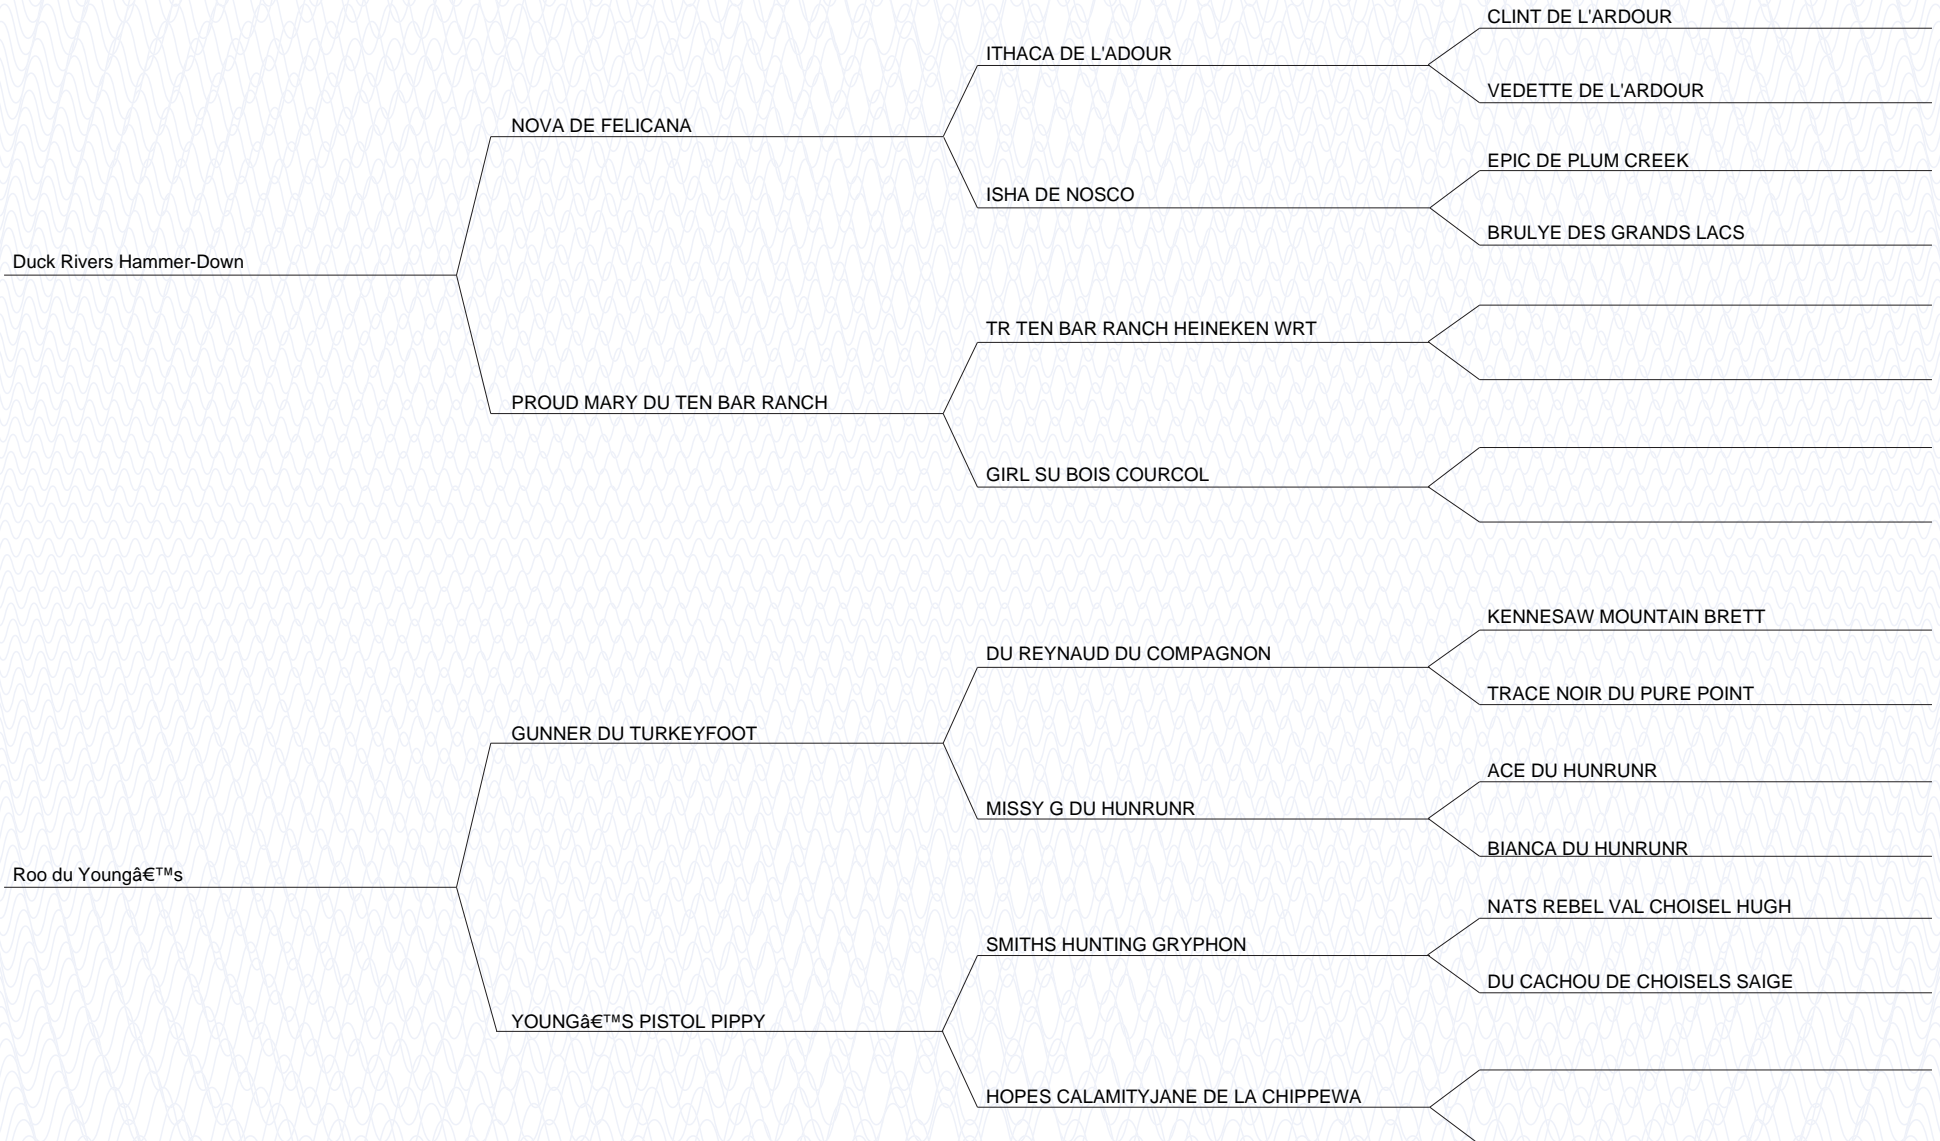 CLINT DE L'ARDOUR
ITHACA DE L'ADOUR
VEDETTE DE L'ARDOUR
NOVA DE FELICANA
EPIC DE PLUM CREEK
ISHA DE NOSCO
BRULYE DES GRANDS LACS
Duck Rivers Hammer-Down
TR TEN BAR RANCH HEINEKEN WRT
PROUD MARY DU TEN BAR RANCH
GIRL SU BOIS COURCOL
KENNESAW MOUNTAIN BRETT
DU REYNAUD DU COMPAGNON
TRACE NOIR DU PURE POINT
GUNNER DU TURKEYFOOT
ACE DU HUNRUNR
MISSY G DU HUNRUNR
BIANCA DU HUNRUNR
Roo du Youngâ€™s
NATS REBEL VAL CHOISEL HUGH
SMITHS HUNTING GRYPHON
DU CACHOU DE CHOISELS SAIGE
YOUNGâ€™S PISTOL PIPPY
HOPES CALAMITYJANE DE LA CHIPPEWA